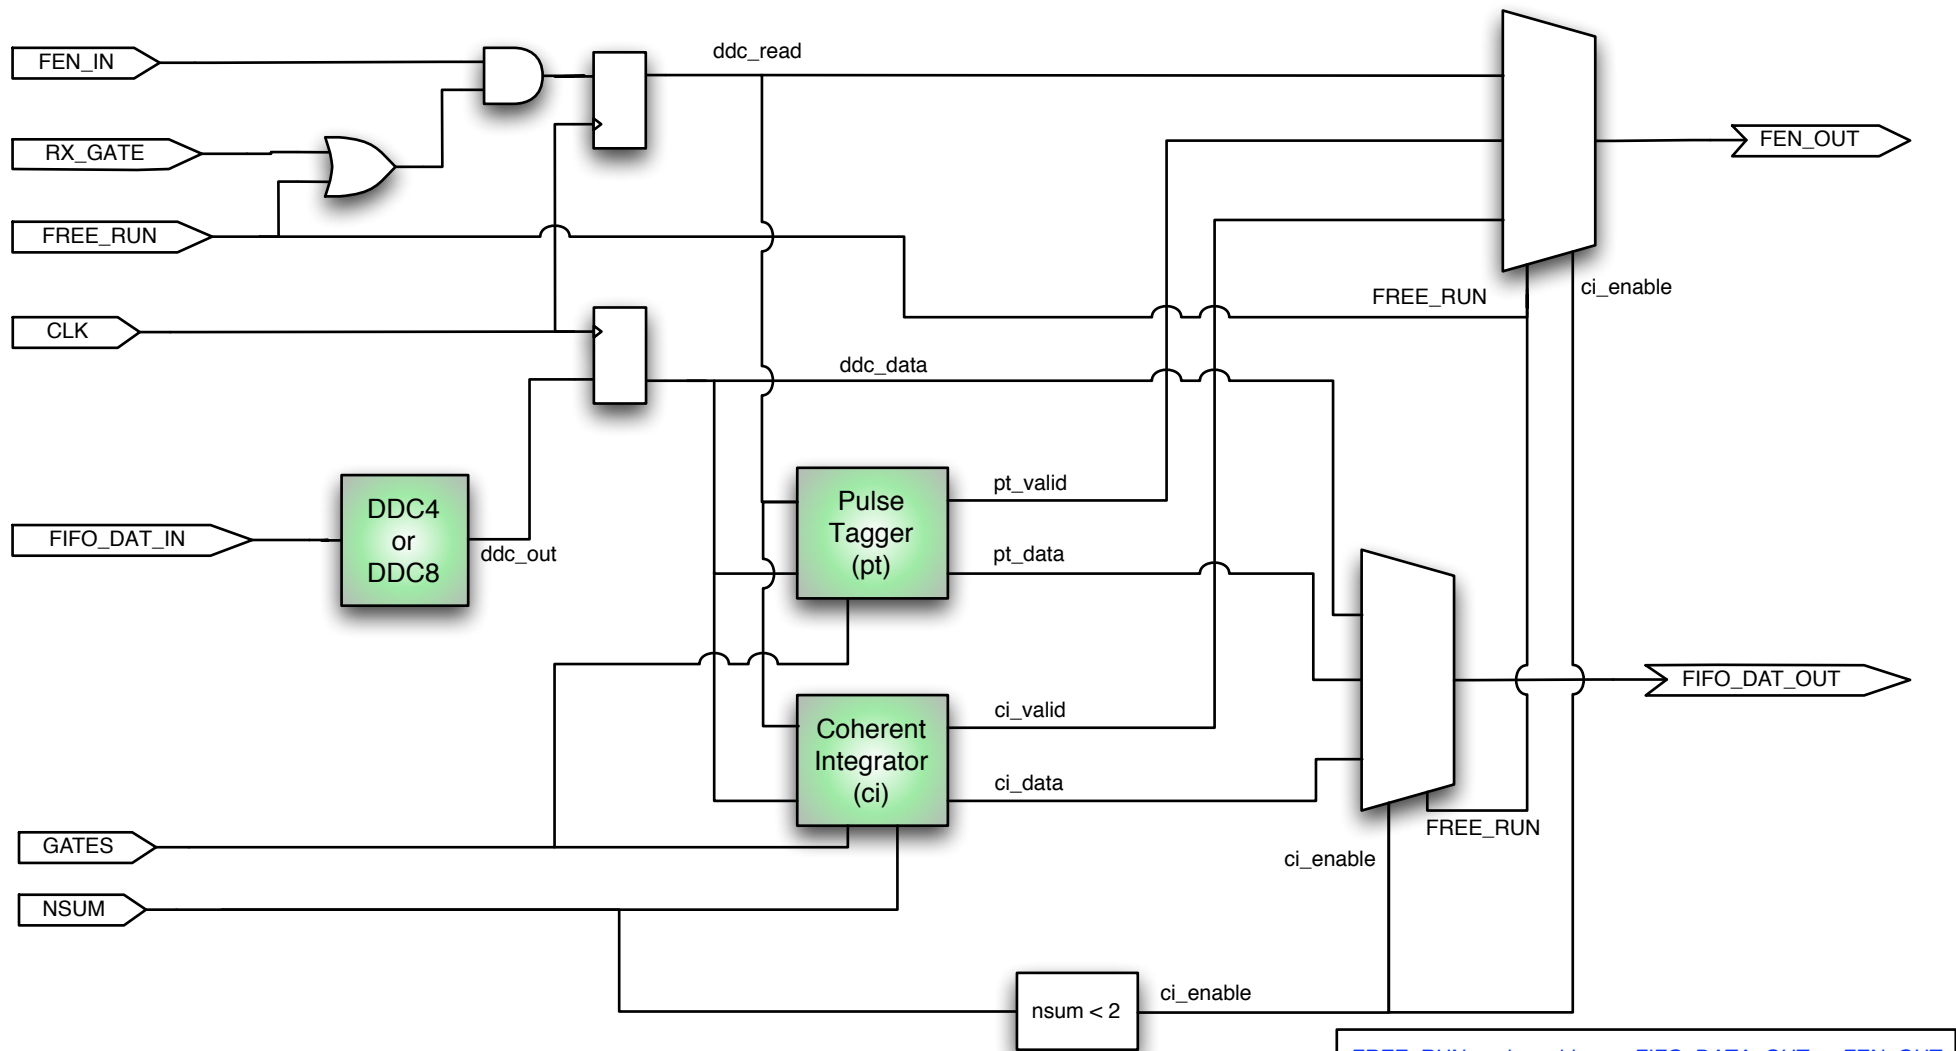 ddc_read
FEN_IN
RX_GATE
FEN_OUT
FREE_RUN
ci_enable
FREE_RUN
CLK
ddc_data
pt_valid
Pulse
Tagger
(pt)
DDC4
or
DDC8
FIFO_DAT_IN
ddc_out
pt_data
FIFO_DAT_OUT
ci_valid
Coherent
Integrator
(ci)
ci_data
FREE_RUN
GATES
ci_enable
NSUM
ci_enable
nsum < 2